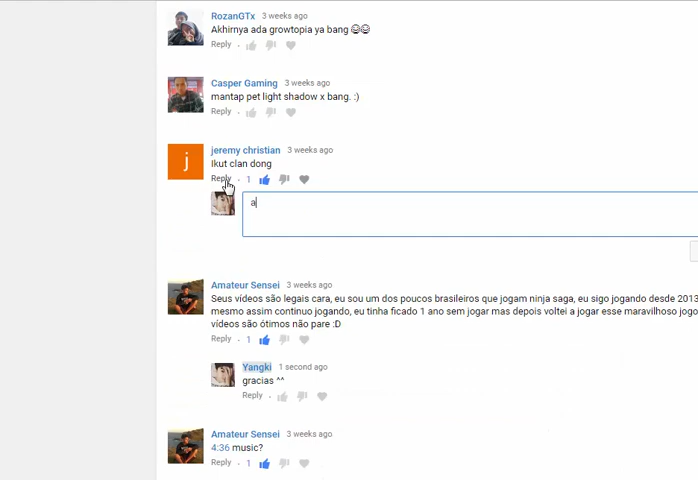 RozanGTx 3 weeks ago
Akhirnya ada growtopia ya bang 😂😂
Reply
Casper Gaming 3 weeks ago
mantap pet light shadow x bang. :)
Reply
j
jeremy christian 3 weeks ago
Ikut clan dong
Reply 1
a
Amateur Sensei 3 weeks ago
Seus vídeos são legais cara, eu sou um dos poucos brasileiros que jogam ninja saga, eu sigo jogando desde 2013
mesmo assim continuo jogando, eu tinha ficado 1 ano sem jogar mas depois voltei a jogar esse maravilhoso jogo
vídeos são ótimos não pare :D
Reply 1
Yangki 1 second ago
gracias ^^
Reply
Amateur Sensei 3 weeks ago
4:36 music?
Reply 1